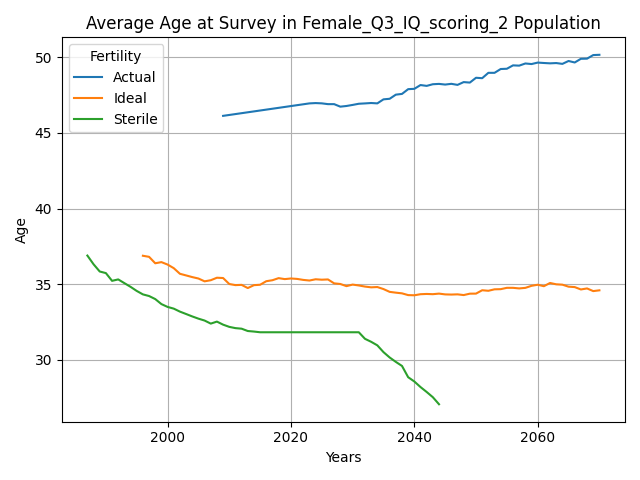 Average Age at Survey in Female_Q3_IQ_scoring_2 Population
Fertility
Actual
Ideal
Sterile
50
45
40
35
30
Age
2000
2020
2040
2060
Years